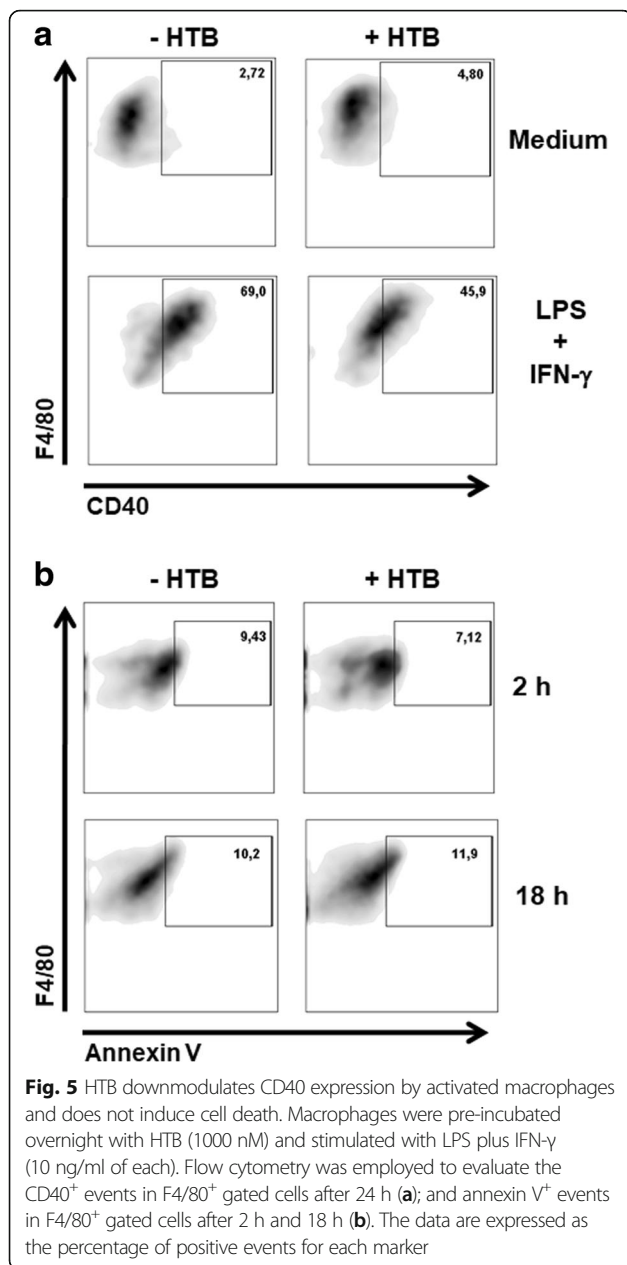 a
- HTB + HTB
2,72 4,80
Medium
69,0 45,9
LPS
+
IFN-γ
F4/80
CD40
b
- HTB + HTB
9,43 7,12
2 h
10,2 11,9
18 h
F4/80
Annexin V
Fig. 5 HTB downmodulates CD40 expression by activated macrophages
and does not induce cell death. Macrophages were pre-incubated
overnight with HTB (1000 nM) and stimulated with LPS plus IFN-γ
(10 ng/ml of each). Flow cytometry was employed to evaluate the
CD40⁺ events in F4/80⁺ gated cells after 24 h (a); and annexin V⁺ events
in F4/80⁺ gated cells after 2 h and 18 h (b). The data are expressed as
the percentage of positive events for each marker